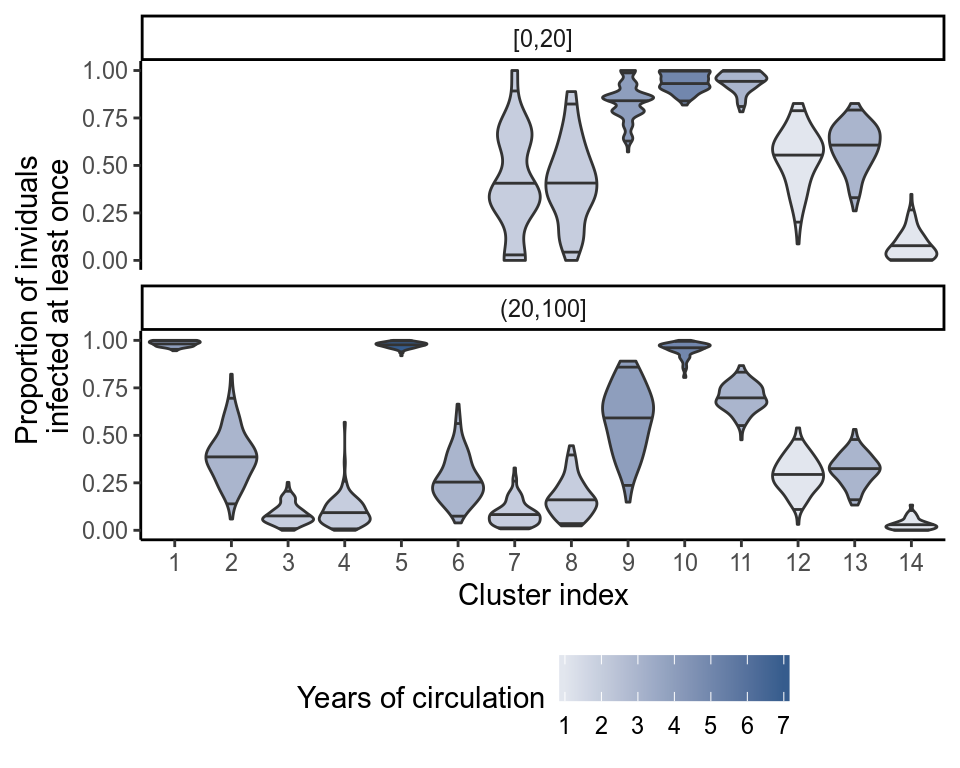 [0,20]
1.00
0.75
0.50
0.25
0.00
Proportion of inviduals
infected at least once
(20,100]
1.00
0.75
0.50
0.25
0.00
1 2 3 4 5 6 7 8 9 10 11 12 13 14
Cluster index
Years of circulation
1 2 3 4 5 6 7